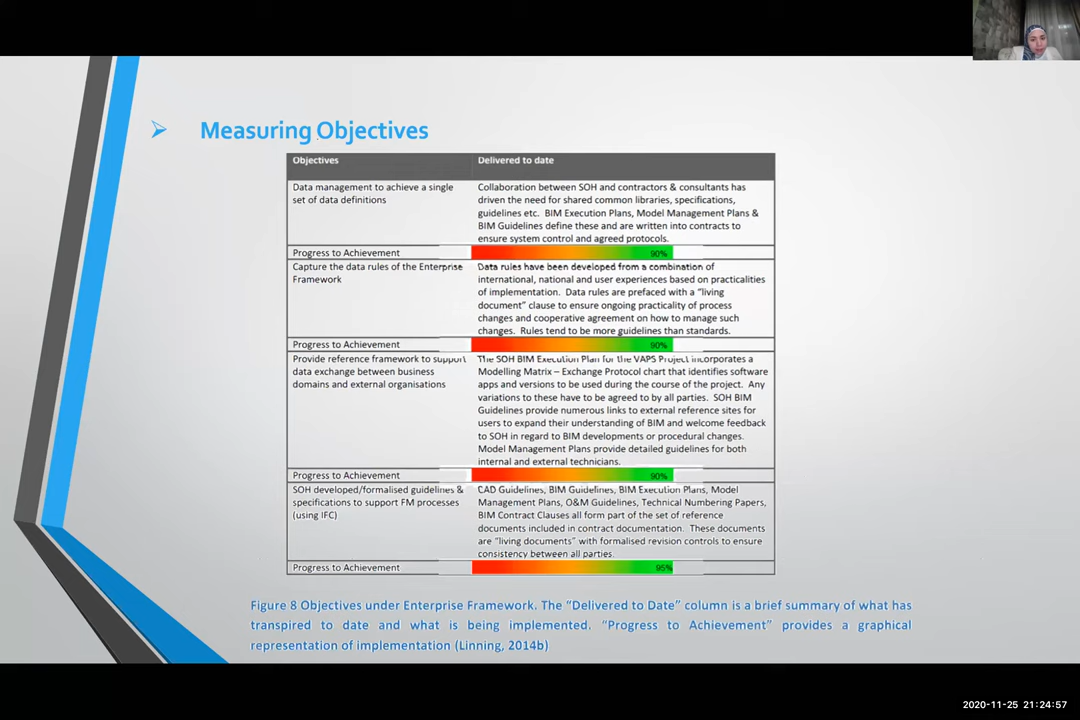 Measuring Objectives
Objectives Delivered to date
Data management to achieve a single
set of data definitions
Collaboration between SOH and contractors & consultants has
driven the need for shared common libraries, specifications,
guidelines etc. BIM Execution Plans, Model Management Plans &
BIM Guidelines define these and are written into contracts to
ensure system control and agreed protocols.
Progress to Achievement 90%
Capture the data rules of the Enterprise
Framework
Data rules have been developed from a combination of
international, national and user experiences based on practicalities
of implementation. Data rules are prefaced with a “living
document” clause to ensure ongoing practicality of process
changes and cooperative agreement on how to manage such
changes. Rules tend to be more guidelines than standards.
Progress to Achievement 90%
Provide reference framework to support
data exchange between business
domains and external organisations
The SOH BIM Execution Plan for the VAPS Project incorporates a
Modelling Matrix – Exchange Protocol chart that identifies software
apps and versions to be used during the course of the project. Any
variations to these have to be agreed to by all parties. SOH BIM
Guidelines provide numerous links to external reference sites for
users to expand their understanding of BIM and welcome feedback
to SOH in regard to BIM developments or procedural changes.
Model Management Plans provide detailed guidelines for both
internal and external technicians.
Progress to Achievement 90%
SOH developed/formalised guidelines &
specifications to support FM processes
(using IFC)
CAD Guidelines, BIM Guidelines, BIM Execution Plans, Model
Management Plans, O&M Guidelines, Technical Numbering Papers,
BIM Contract Clauses all form part of the set of reference
documents included in contract documentation. These documents
are “living documents” with formalised revision controls to ensure
consistency between all parties.
Progress to Achievement 95%
Figure 8 Objectives under Enterprise Framework. The “Delivered to Date” column is a brief summary of what has
transpired to date and what is being implemented. “Progress to Achievement” provides a graphical
representation of implementation (Linning, 2014b)
2020-11-25 21:24:57